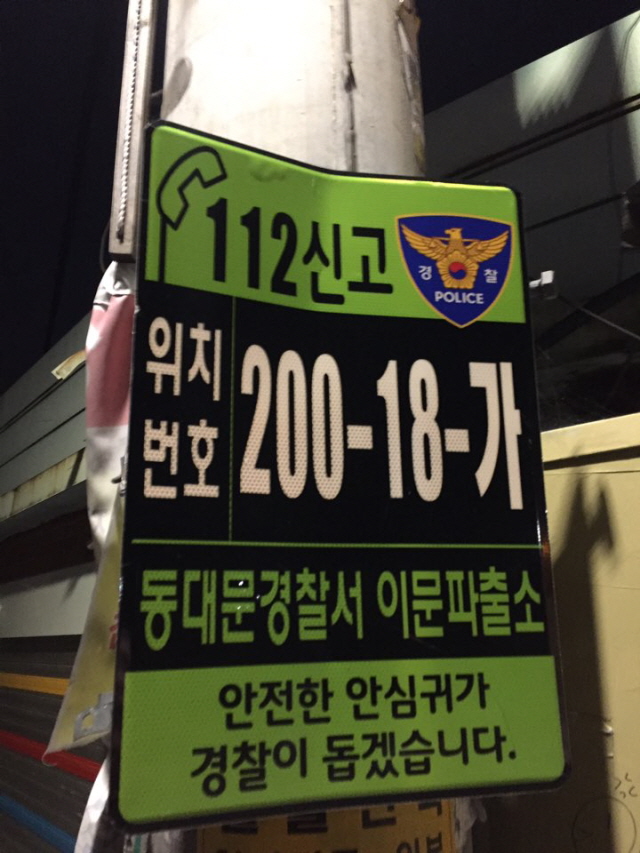 112신고
경 찰
POLICE
위치
번호
200-18-가
동대문경찰서 이문파출소
안전한 안심귀가
경찰이 돕겠습니다.